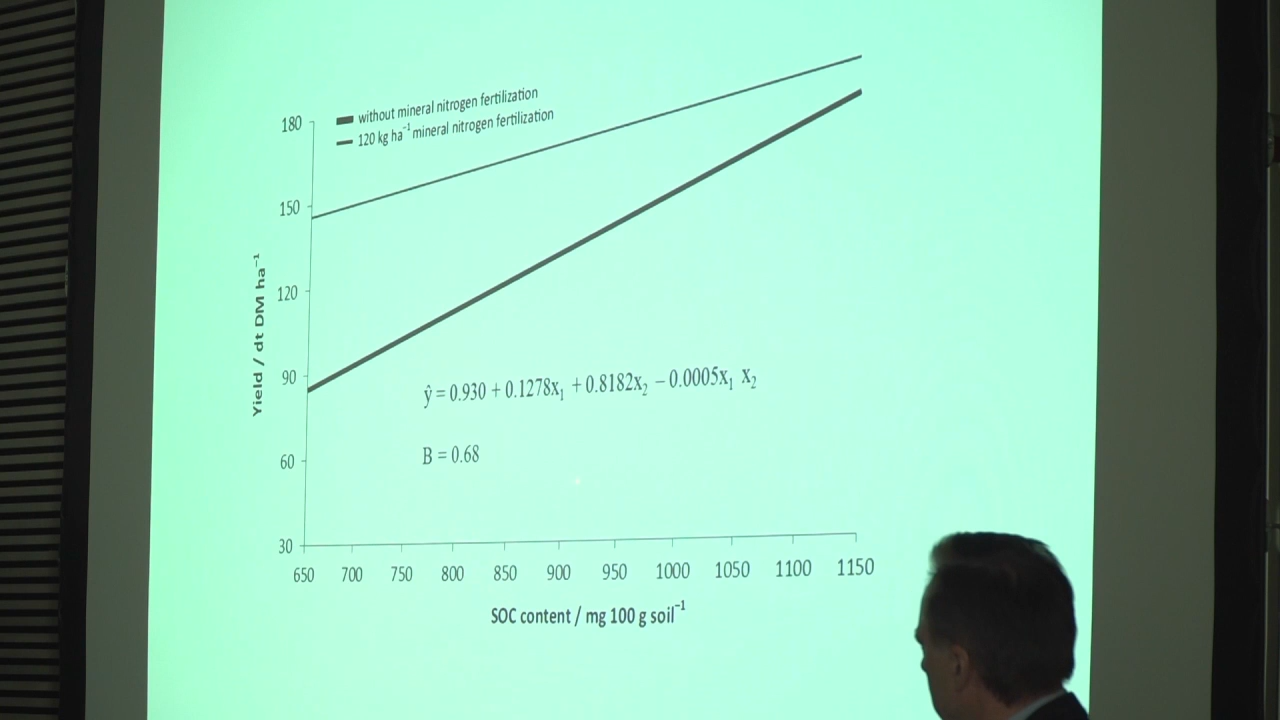 without mineral nitrogen fertilization
120 kg ha⁻¹ mineral nitrogen fertilization
180
150
120
90
60
30
Yield / dt DM ha⁻¹
ŷ = 0.930 + 0.1278x₁ + 0.8182x₂ − 0.0005x₁ x₂
B = 0.68
650 700 750 800 850 900 950 1000 1050 1100 1150
SOC content / mg 100 g soil⁻¹